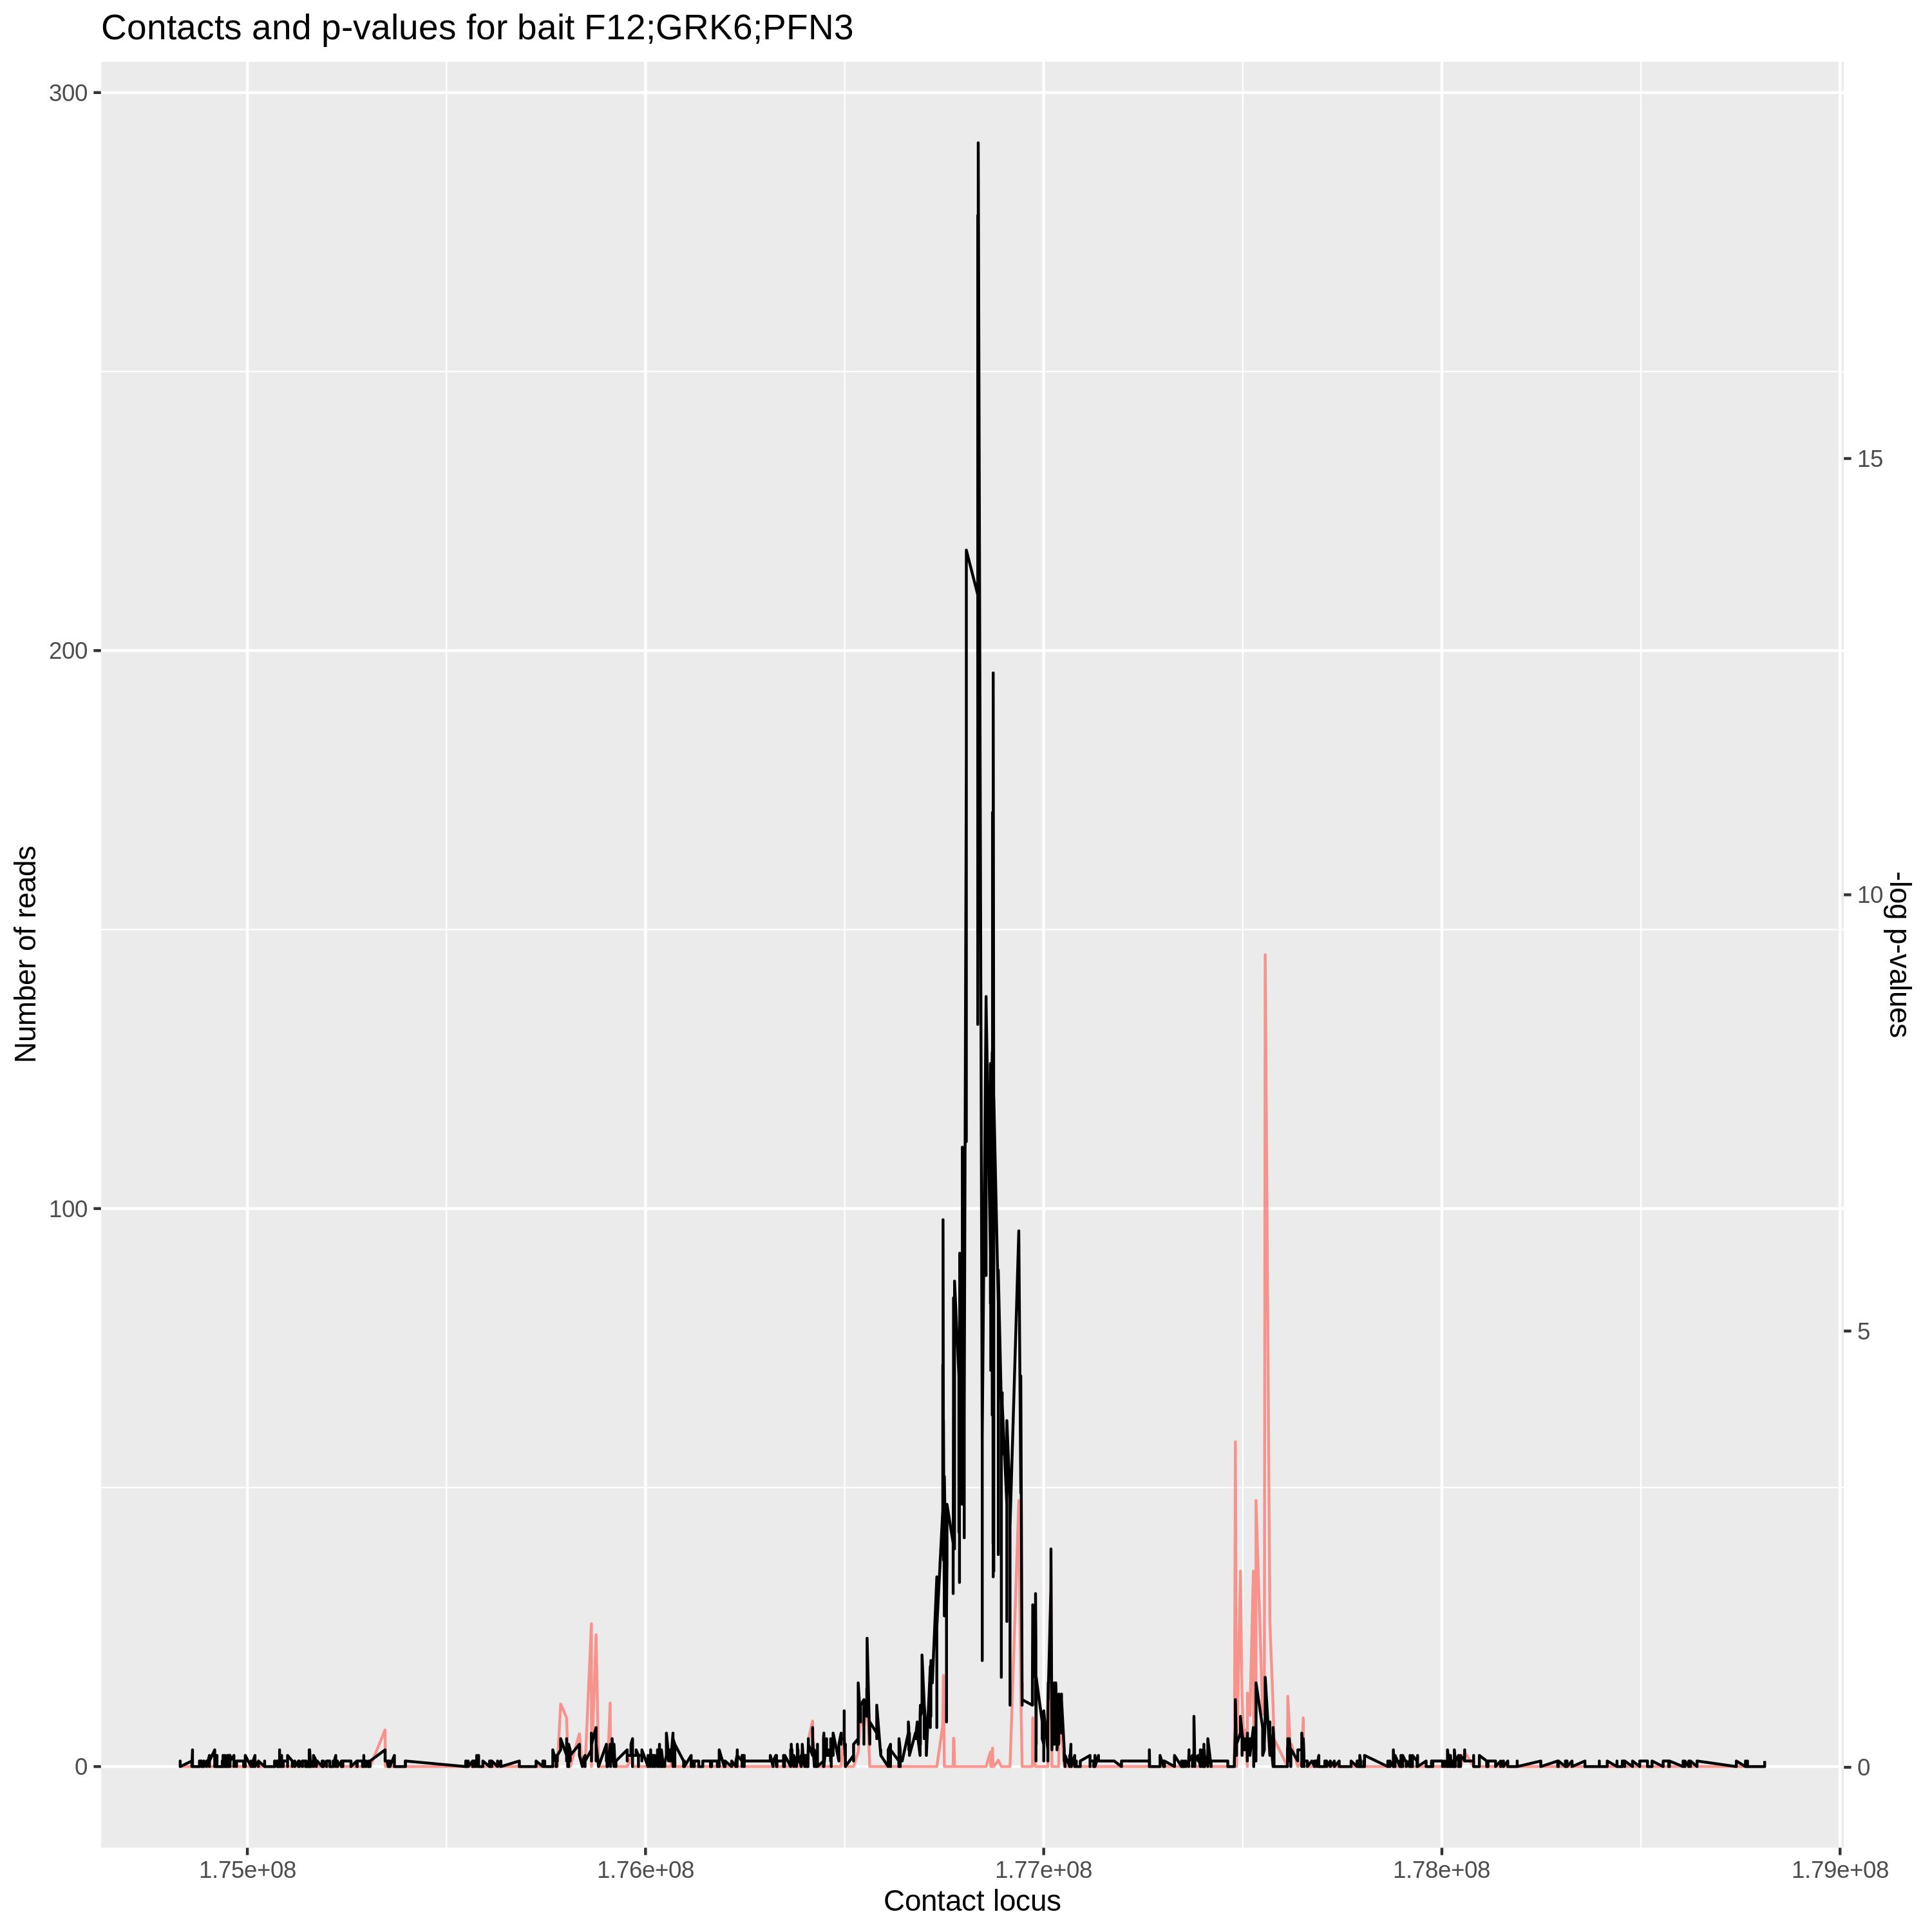 Contacts and p-values for bait F12;GRK6;PFN3
300
200
100
0
Number of reads
15
10
5
0
-log p-values
1.75e+08
1.76e+08
1.77e+08
1.78e+08
1.79e+08
Contact locus